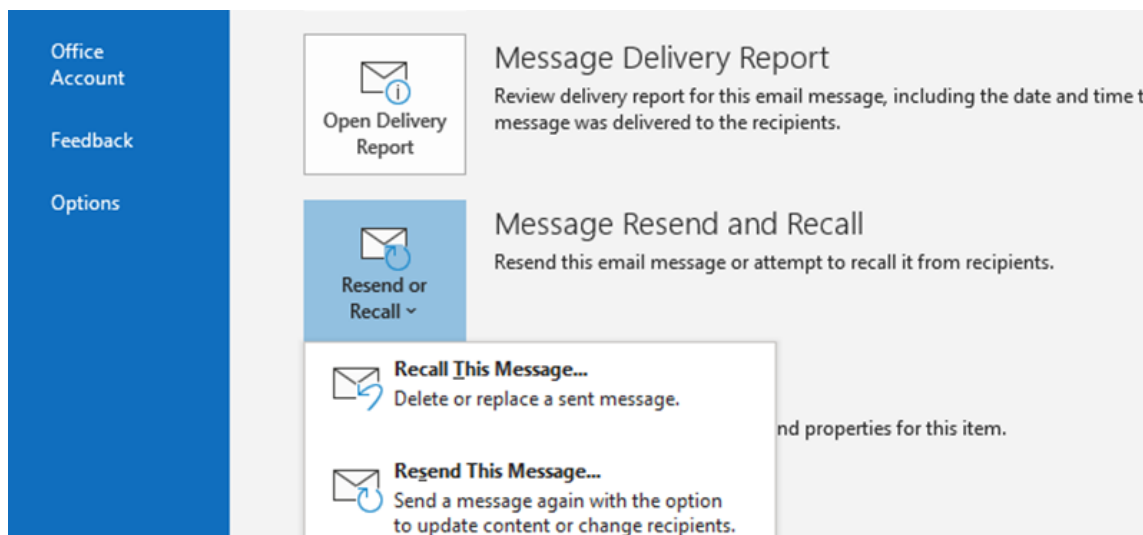 Office
Account
Feedback
Options
Open Delivery
Report
Message Delivery Report
Review delivery report for this email message, including the date and time t
message was delivered to the recipients.
Resend or
Recall
Message Resend and Recall
Resend this email message or attempt to recall it from recipients.
Recall This Message...
Delete or replace a sent message.
nd properties for this item.
Resend This Message...
Send a message again with the option
to update content or change recipients.